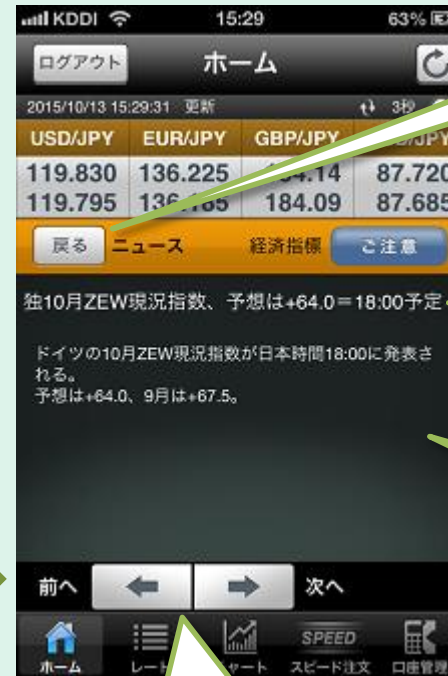 KDDI 15:29 63%
ログアウト ホーム
2015/10/13 15:29:31 更新 3秒
USD/JPY EUR/JPY GBP/JPY
119.830 136.225 87.720
119.795 184.09 87.685
戻る ニュース 経済指標 ご注意
独10月ZEW現況指数、予想は+64.0=18:00予定
ドイツの10月ZEW現況指数が日本時間18:00に発表さ
れる。
予想は+64.0、9月は+67.5。
前へ 次へ
ホーム スピード注文 口座管理
SPEED